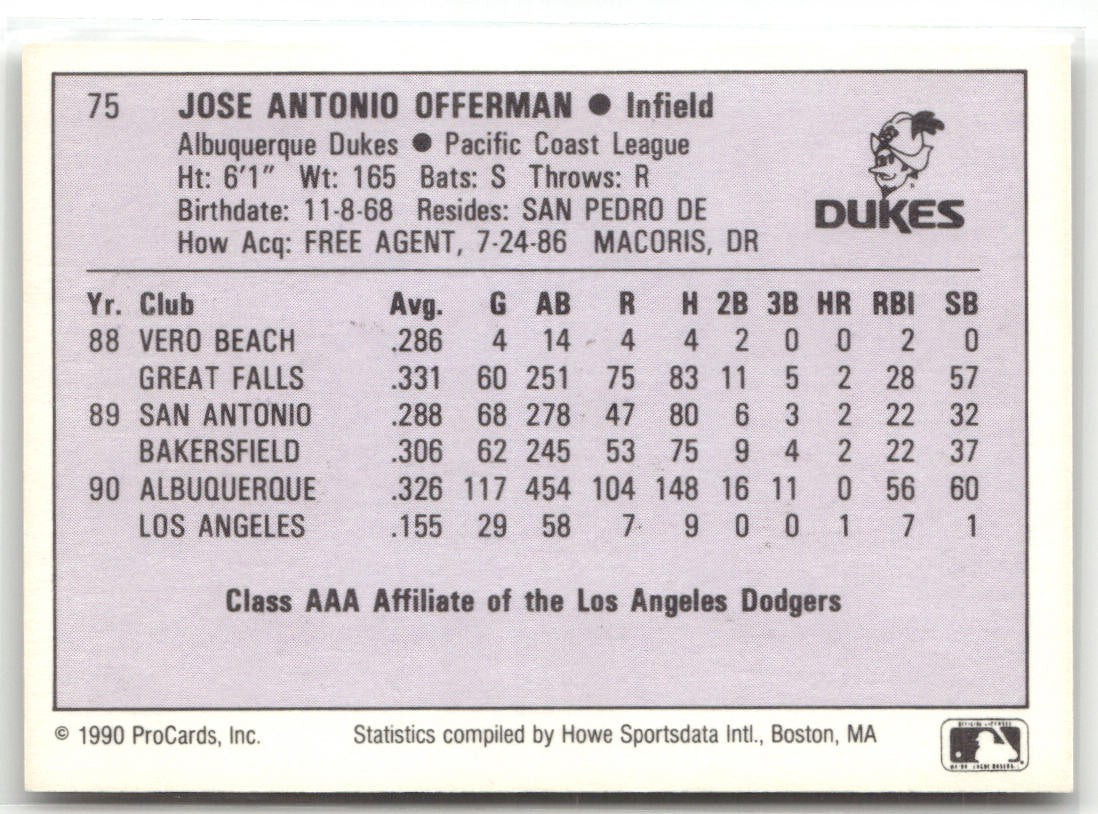 75 JOSE ANTONIO OFFERMAN ● Infield
Albuquerque Dukes ● Pacific Coast League
Ht: 6'1" Wt: 165 Bats: S Throws: R
Birthdate: 11-8-68 Resides: SAN PEDRO DE
How Acq: FREE AGENT, 7-24-86 MACORIS, DR
DUKES
Yr. Club Avg. G AB R H 2B 3B HR RBI SB
88 VERO BEACH .286 4 14 4 4 2 0 0 2 0
GREAT FALLS .331 60 251 75 83 11 5 2 28 57
89 SAN ANTONIO .288 68 278 47 80 6 3 2 22 32
BAKERSFIELD .306 62 245 53 75 9 4 2 22 37
90 ALBUQUERQUE .326 117 454 104 148 16 11 0 56 60
LOS ANGELES .155 29 58 7 9 0 0 1 7 1
Class AAA Affiliate of the Los Angeles Dodgers
© 1990 ProCards, Inc. Statistics compiled by Howe Sportsdata Intl., Boston, MA